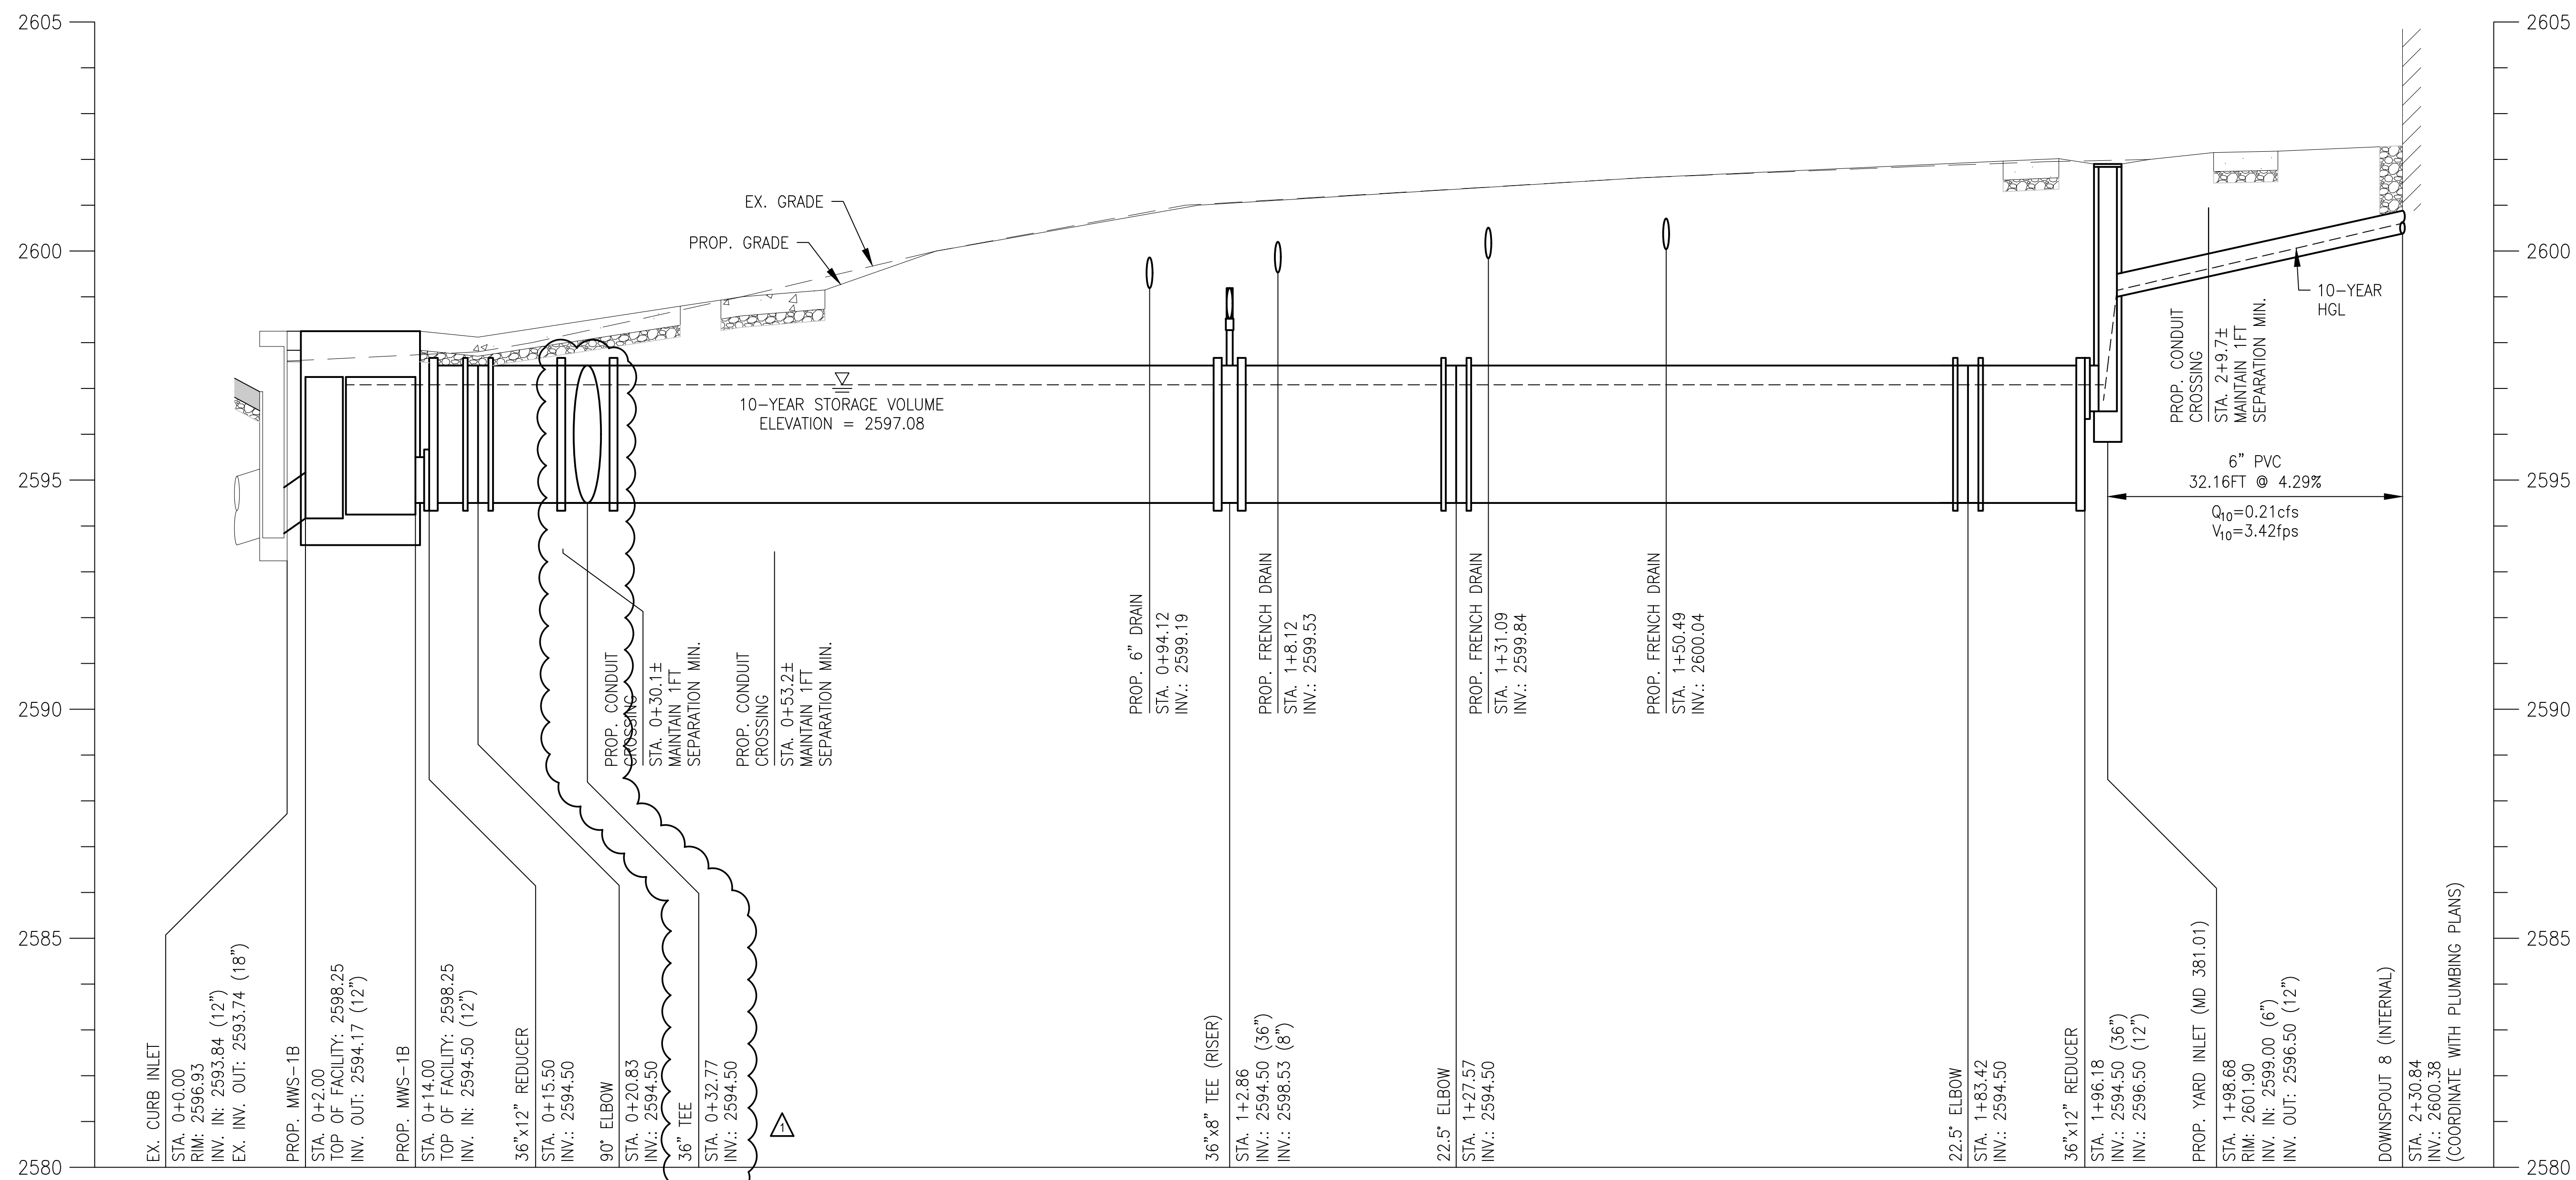 2605
2600
2595
2590
2585
2580
2605
2600
2595
2590
2585
2580
EX. GRADE
PROP. GRADE
10-YEAR STORAGE VOLUME
ELEVATION = 2597.08
10-YEAR
HGL
6" PVC
32.16FT @ 4.29%
Q10=0.21cfs
V10=3.42fps
PROP. CONDUIT
CROSSING
STA. 0+30.1±
MAINTAIN 1FT
SEPARATION MIN.
PROP. CONDUIT
CROSSING
STA. 0+53.2±
MAINTAIN 1FT
SEPARATION MIN.
PROP. 6" DRAIN
STA. 0+94.12
INV.: 2599.19
PROP. FRENCH DRAIN
STA. 1+8.12
INV.: 2599.53
PROP. FRENCH DRAIN
STA. 1+31.09
INV.: 2599.84
PROP. FRENCH DRAIN
STA. 1+50.49
INV.: 2600.04
PROP. CONDUIT
CROSSING
STA. 2+9.7±
MAINTAIN 1FT
SEPARATION MIN.
EX. CURB INLET
STA. 0+0.00
RIM: 2596.93
INV. IN: 2593.84 (12")
EX. INV. OUT: 2593.74 (18")
PROP. MWS-1B
STA. 0+2.00
TOP OF FACILITY: 2598.25
INV. OUT: 2594.17 (12")
PROP. MWS-1B
STA. 0+14.00
TOP OF FACILITY: 2598.25
INV. IN: 2594.50 (12")
36"x12" REDUCER
STA. 0+15.50
INV.: 2594.50
90° ELBOW
STA. 0+20.83
INV.: 2594.50
36" TEE
STA. 0+32.77
INV.: 2594.50
1
36"x8" TEE (RISER)
STA. 1+2.86
INV.: 2594.50 (36")
INV.: 2598.53 (8")
22.5° ELBOW
STA. 1+27.57
INV.: 2594.50
22.5° ELBOW
STA. 1+83.42
INV.: 2594.50
36"x12" REDUCER
STA. 1+96.18
INV.: 2594.50 (36")
INV.: 2596.50 (12")
PROP. YARD INLET (MD 381.01)
STA. 1+98.68
RIM: 2601.90
INV. IN: 2599.00 (6")
INV. OUT: 2596.50 (12")
DOWNSPOUT 8 (INTERNAL)
STA. 2+30.84
INV.: 2600.38
(COORDINATE WITH PLUMBING PLANS)